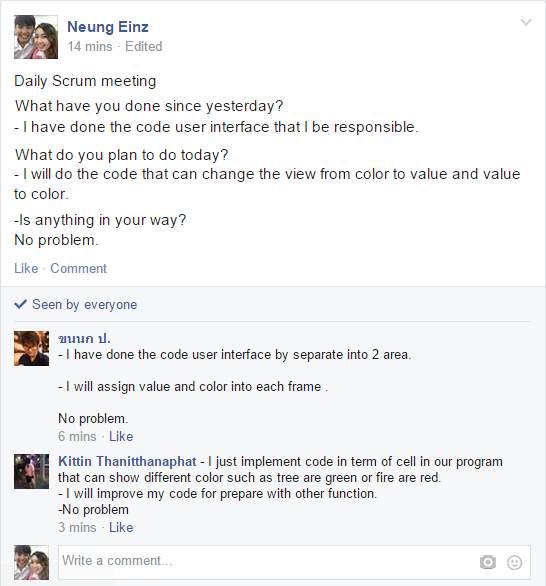 Neung Einz
14 mins · Edited
Daily Scrum meeting
What have you done since yesterday?
- I have done the code user interface that I be responsible.
What do you plan to do today?
- I will do the code that can change the view from color to value and value
to color.
-Is anything in your way?
No problem.
Like · Comment
Seen by everyone
ขนนก ป.
- I have done the code user interface by separate into 2 area.
- I will assign value and color into each frame .
No problem.
6 mins · Like
Kittin Thanitthanaphat - I just implement code in term of cell in our program
that can show different color such as tree are green or fire are red.
- I will improve my code for prepare with other function.
-No problem
3 mins · Like
Write a comment...